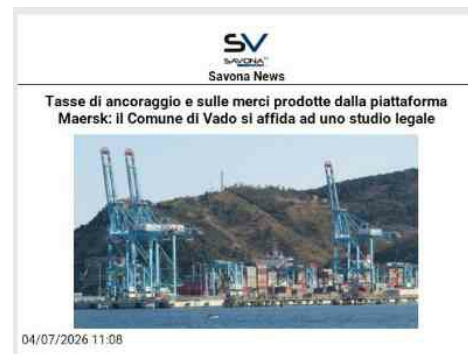 SV
SAVONA
Savona News
Tasse di ancoraggio e sulle merci prodotte dalla piattaforma
Maersk: il Comune di Vado si affida ad uno studio legale
04/07/2026 11:08